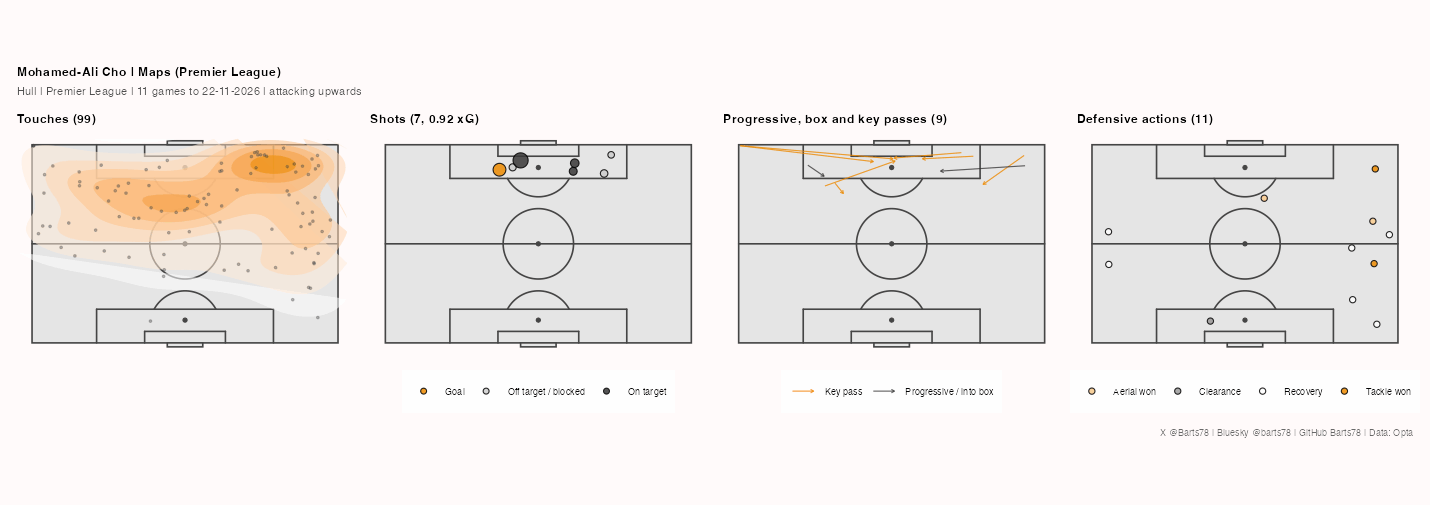 Mohamed-Ali Cho | Maps (Premier League)
Hull | Premier League | 11 games to 22-11-2026 | attacking upwards
Touches (99)
Shots (7, 0.92 xG)
Progressive, box and key passes (9)
Defensive actions (11)
Goal
Off target / blocked
On target
Key pass
Progressive / into box
Aerial won
Clearance
Recovery
Tackle won
X @Barts78 | Bluesky @barts78 | GitHub Barts78 | Data: Opta